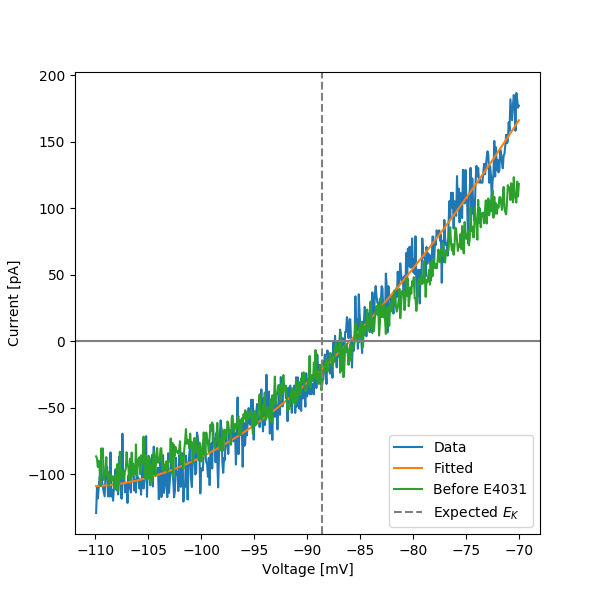 200
150
100
50
0
−50
−100
Current [pA]
Data
Fitted
Before E4031
Expected E_K
−110 −105 −100 −95 −90 −85 −80 −75 −70
Voltage [mV]